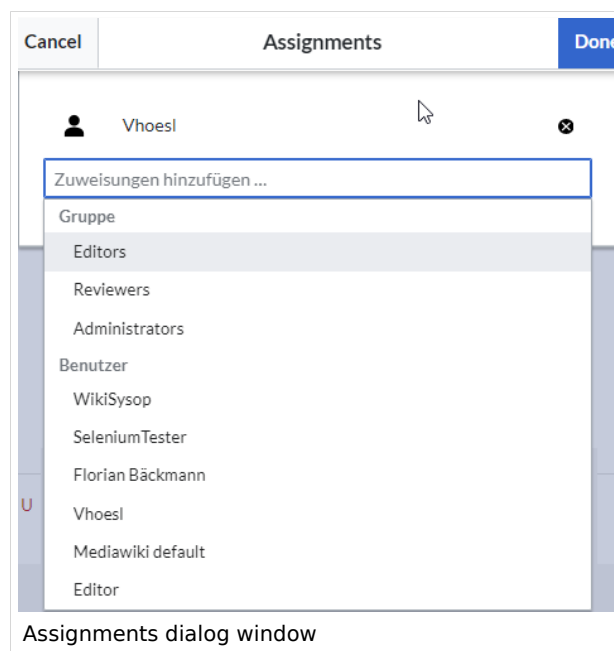 Cancel Assignments Done
Vhoesl
Zuweisungen hinzufügen ...
Gruppe
Editors
Reviewers
Administrators
Benutzer
WikiSysop
SeleniumTester
Florian Bäckmann
U
Vhoesl
Mediawiki default
Editor
Assignments dialog window